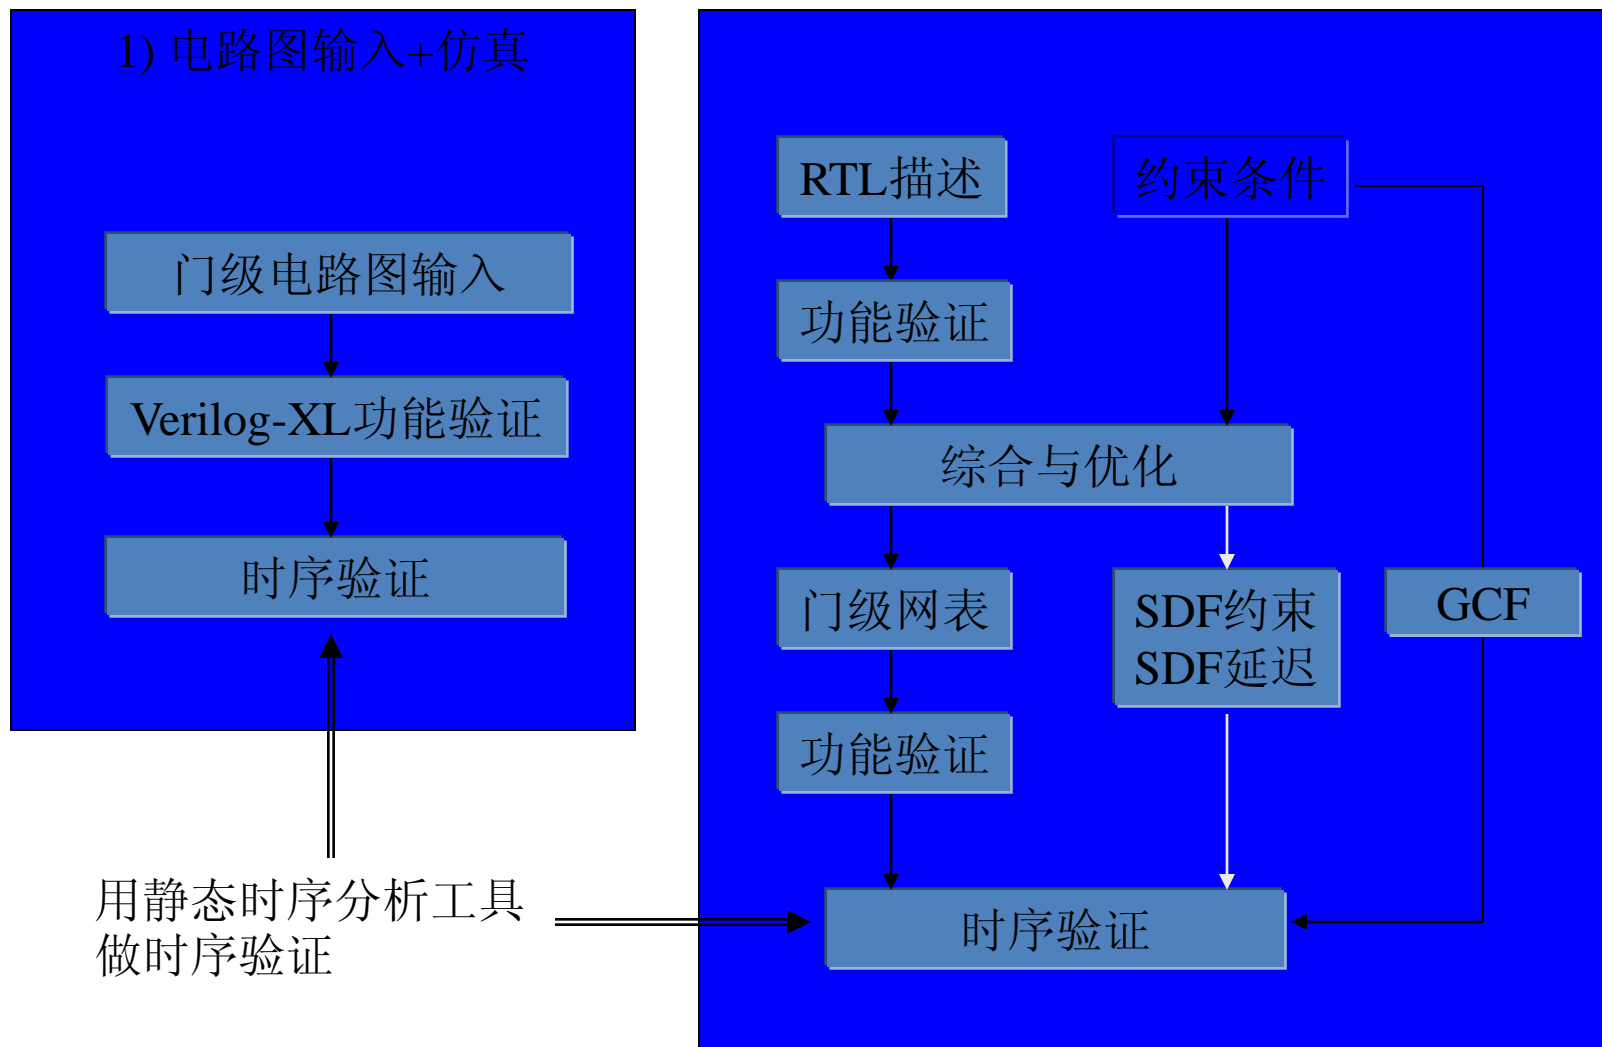 1) 电路图输入+仿真
门级电路图输入
Verilog-XL功能验证
时序验证
用静态时序分析工具
做时序验证
RTL描述
约束条件
功能验证
综合与优化
门级网表
SDF约束
SDF延迟
GCF
功能验证
时序验证